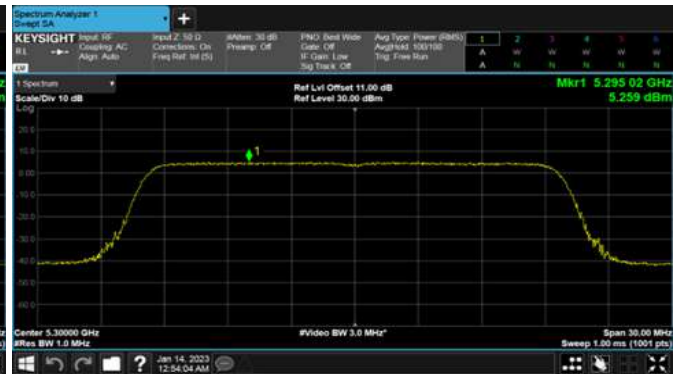 Spectrum Analyzer 1
Swept SA
+
KEYSIGHT Input: RF Input Z: 50 Ω #Atten: 30 dB PNO: Best Wide Avg Type: Power (RMS) 1 2 3 4 5 6
RL Coupling: AC Corrections: On Preamp: Off Gate: Off Avg|Hold: 100/100 A W W W W W
Align: Auto Freq Ref: Int (S) IF Gain: Low Trig: Free Run
Sig Track: Off A N N N N N
1 Spectrum Ref Lvl Offset 11.00 dB Mkr1 5.295 02 GHz
Scale/Div 10 dB Ref Level 30.00 dBm 5.259 dBm
Log
20.0
10.0
1
0.00
-10.0
-20.0
-30.0
-40.0
-50.0
-60.0
Center 5.30000 GHz #Video BW 3.0 MHz* Span 30.00 MHz
#Res BW 1.0 MHz Sweep 1.00 ms (1001 pts)
? Jan 14, 2023
12:54:04 AM